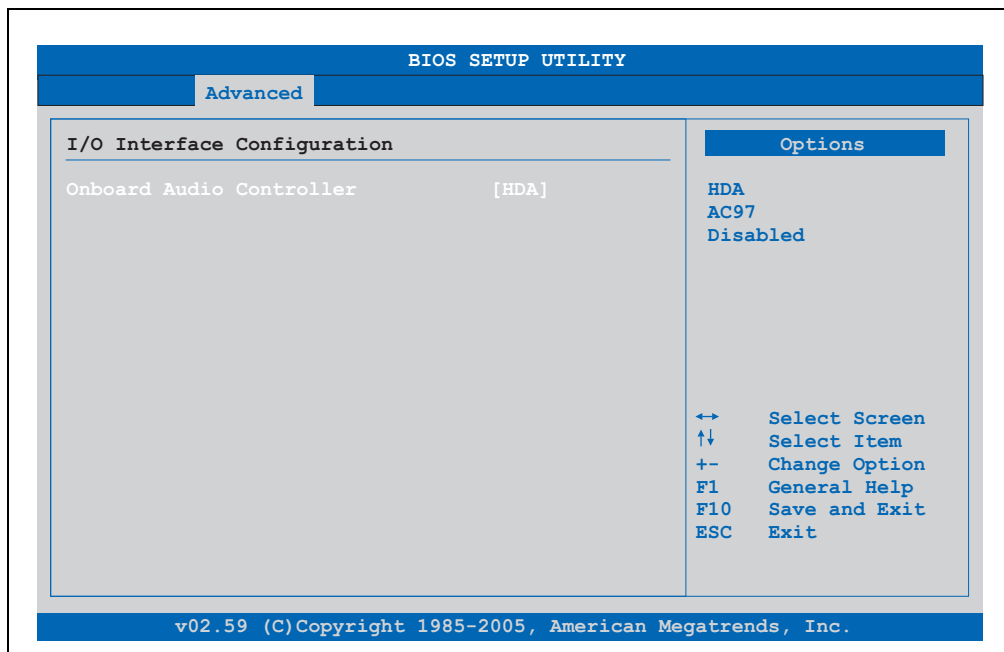 BIOS SETUP UTILITY
Advanced
I/O Interface Configuration
Onboard Audio Controller [HDA]
Options
HDA
AC97
Disabled
↔ Select Screen
↑↓ Select Item
+- Change Option
F1 General Help
F10 Save and Exit
ESC Exit
v02.59 (C)Copyright 1985-2005, American Megatrends, Inc.